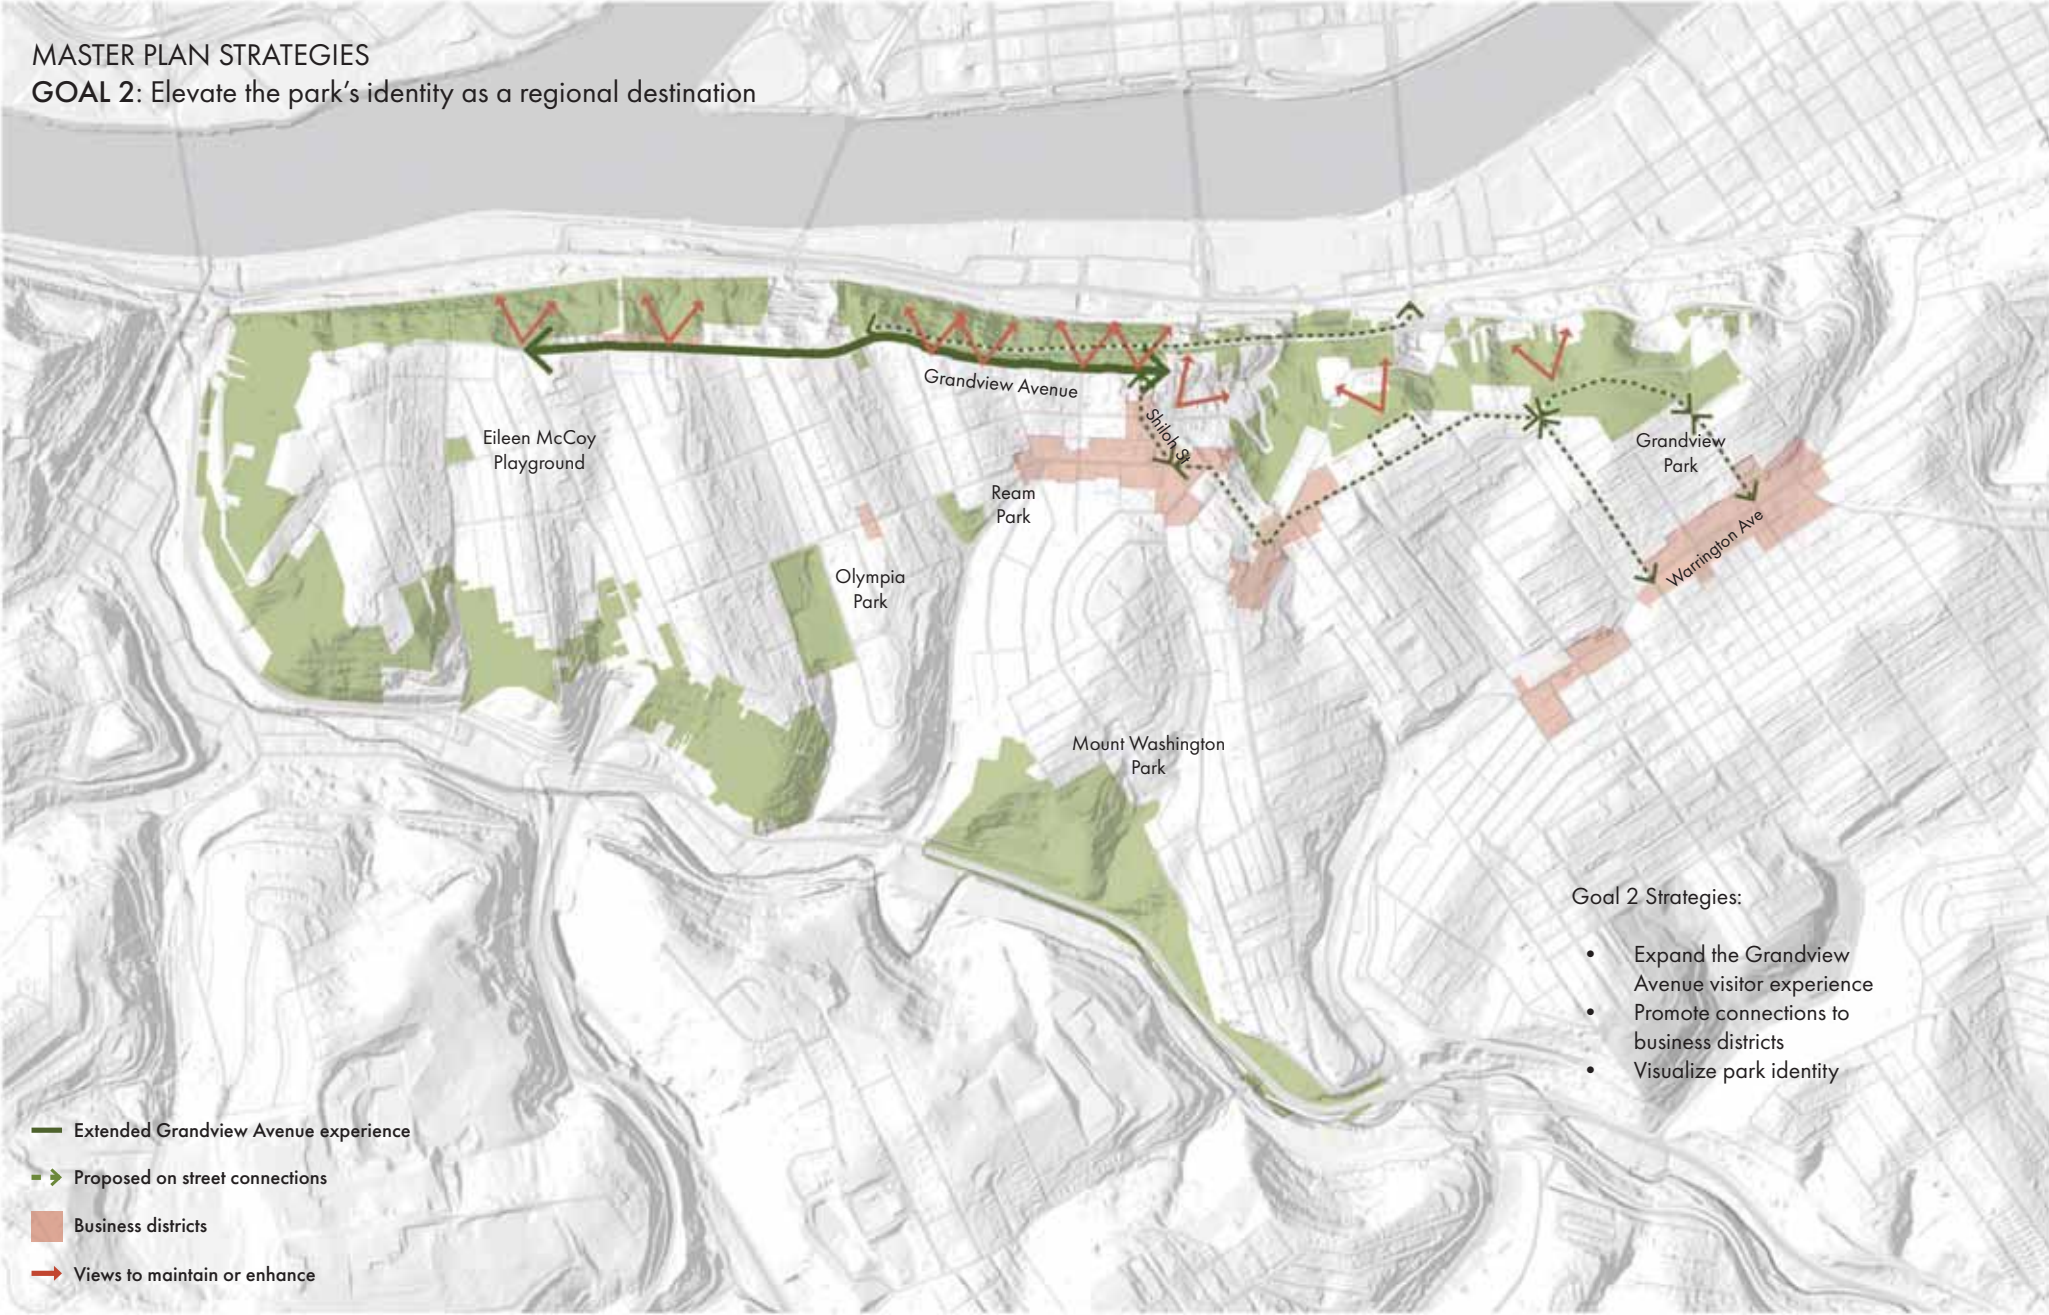 MASTER PLAN STRATEGIES
GOAL 2: Elevate the park's identity as a regional destination
Grandview Avenue
Shiloh St
Eileen McCoy
Playground
Grandview
Park
Ream
Park
Warrington Ave
Olympia
Park
Mount Washington
Park
Goal 2 Strategies:
• Expand the Grandview
Avenue visitor experience
• Promote connections to
business districts
• Visualize park identity
Extended Grandview Avenue experience
Proposed on street connections
Business districts
Views to maintain or enhance